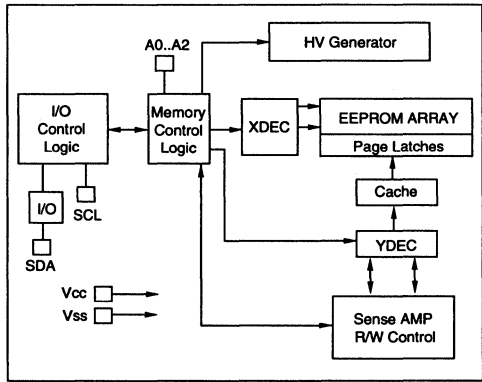 A0..A2
HV Generator
I/O
Control
Logic
Memory
Control
Logic
XDEC
EEPROM ARRAY
Page Latches
Cache
I/O
SCL
SDA
YDEC
Vcc
Vss
Sense AMP
R/W Control